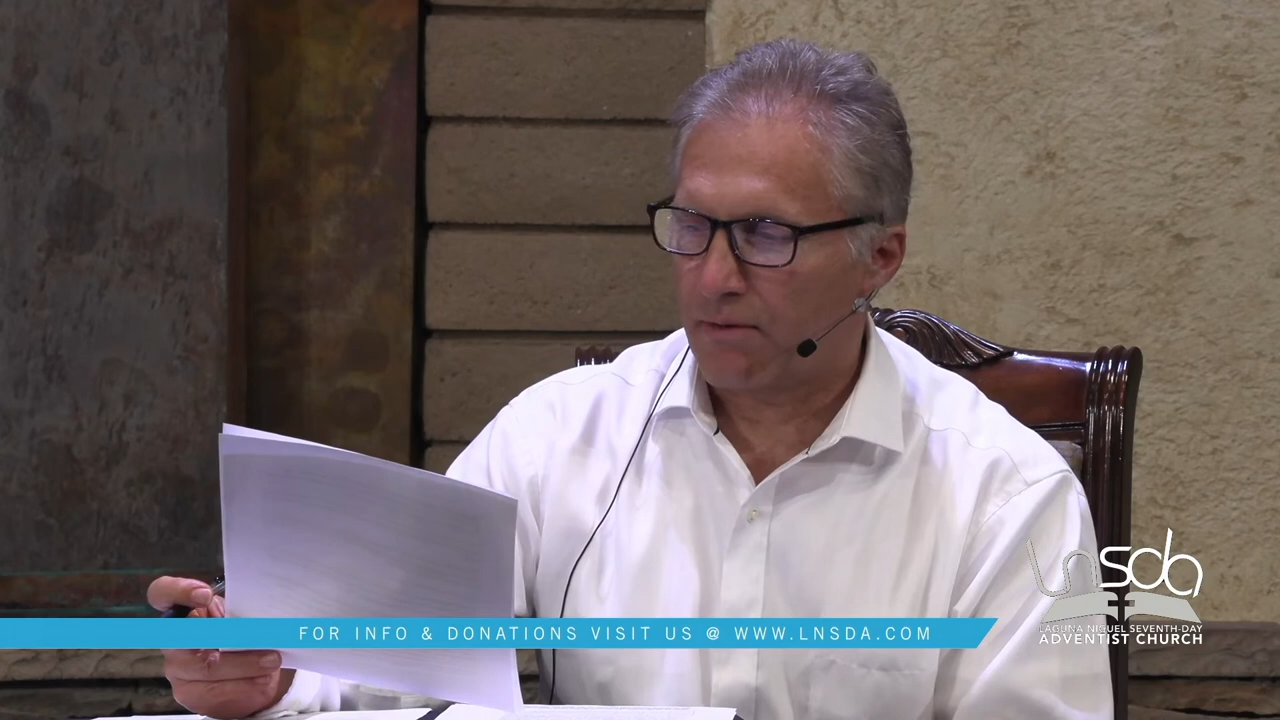 FOR INFO & DONATIONS VISIT US @ WWW.LNSDA.COM
Lnsda
LAGUNA NIGUEL SEVENTH-DAY
ADVENTIST CHURCH